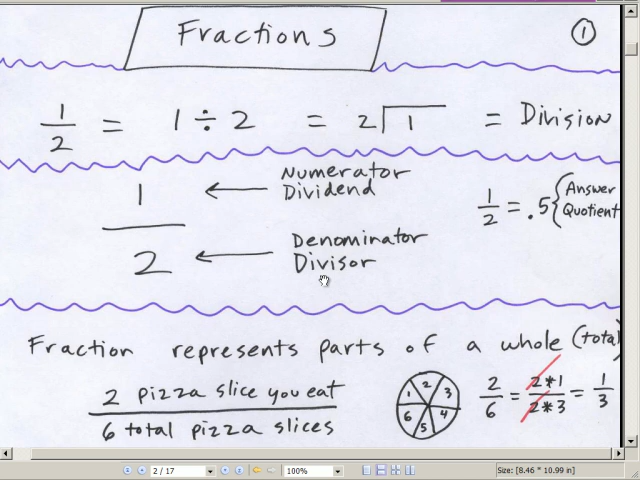 Fractions
1
1/2 = 1 ÷ 2 = 2⟌1 = Division
1 ← Numerator
Dividend
2 ← Denominator
Divisor
1/2 = .5 { Answer
Quotient
Fraction represents parts of a whole (total)
2 pizza slice you eat
6 total pizza slices
1 2 3 4 5 6
2/6 = 2*1/2*3 = 1/3
2 / 17
100%
Size: [8.46 * 10.99 in]